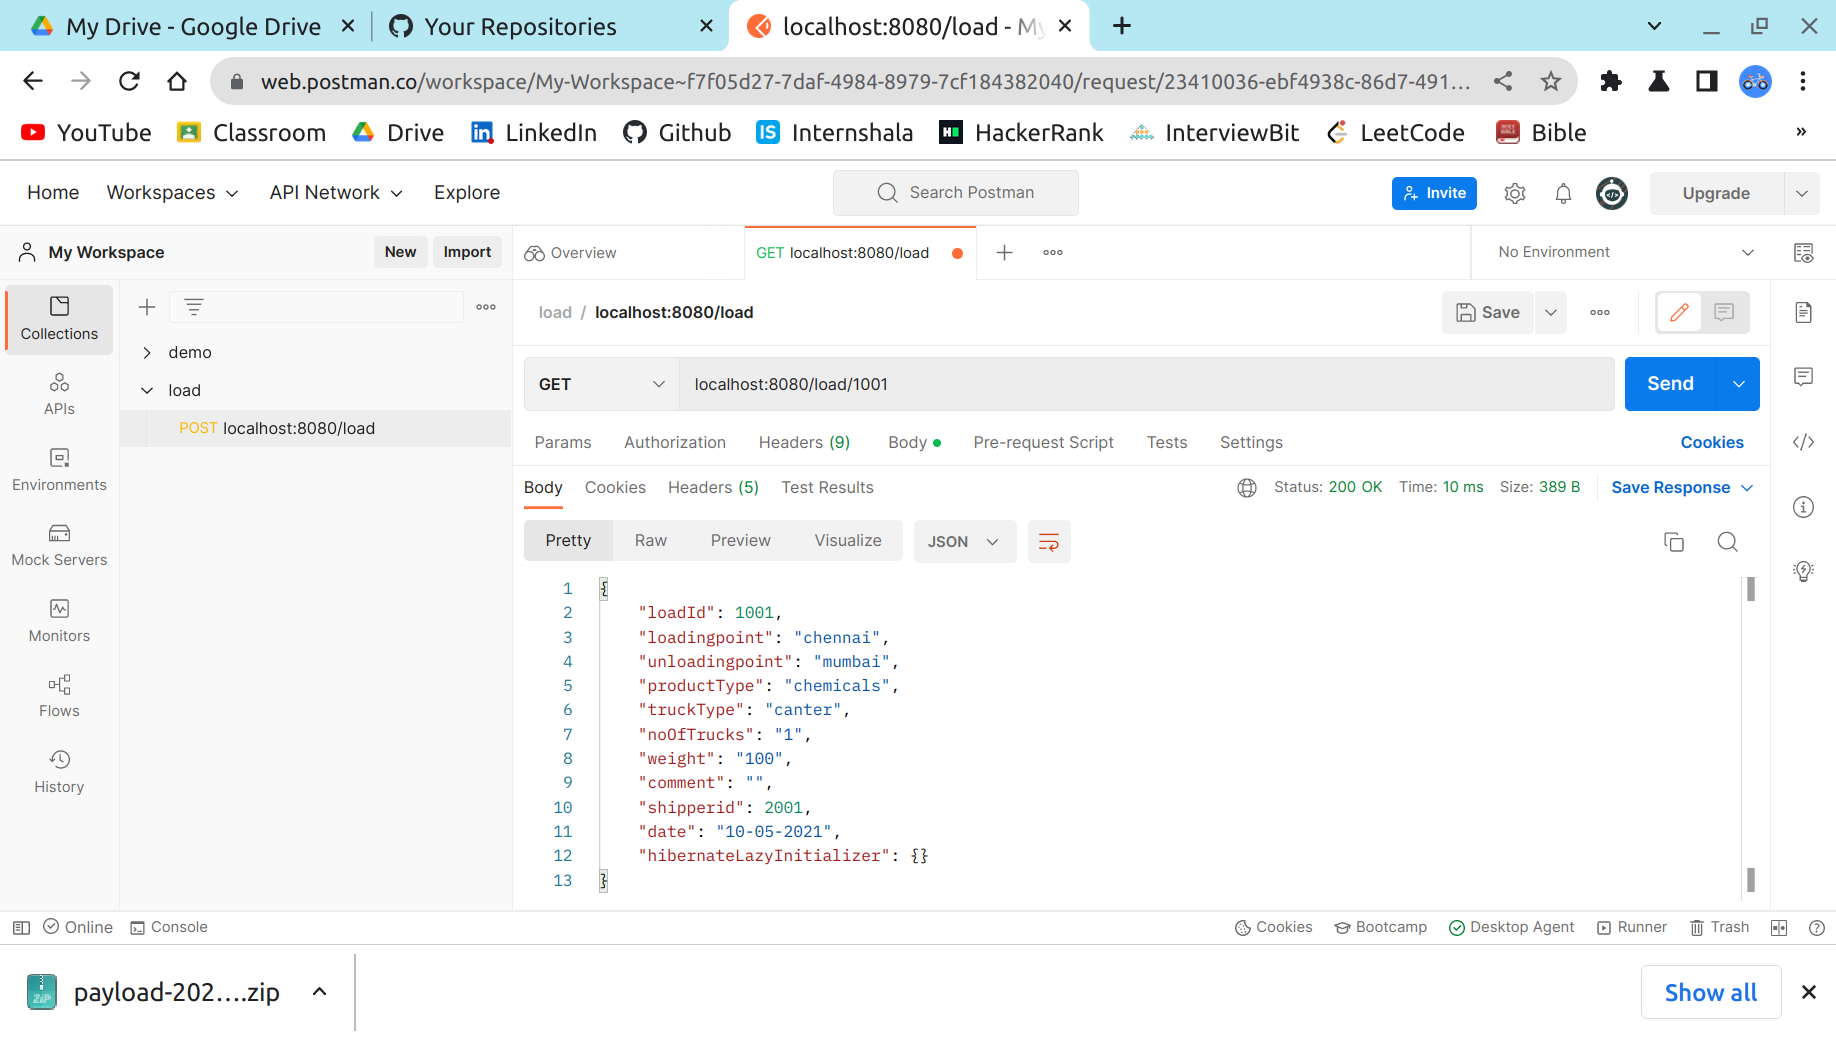 My Drive - Google Drive
Your Repositories
localhost:8080/load - My
web.postman.co/workspace/My-Workspace~f7f05d27-7daf-4984-8979-7cf184382040/request/23410036-ebf4938c-86d7-491...
YouTube
Classroom
Drive
LinkedIn
Github
Internshala
HackerRank
InterviewBit
LeetCode
Bible
»
Home
Workspaces
API Network
Explore
Search Postman
Invite
Upgrade
My Workspace
New
Import
Overview
GET localhost:8080/load
No Environment
Collections
APIs
Environments
Mock Servers
Monitors
Flows
History
demo
load
POST localhost:8080/load
load / localhost:8080/load
Save
GET
localhost:8080/load/1001
Send
Params
Authorization
Headers (9)
Body
Pre-request Script
Tests
Settings
Cookies
Body
Cookies
Headers (5)
Test Results
Status: 200 OK
Time: 10 ms
Size: 389 B
Save Response
Pretty
Raw
Preview
Visualize
JSON
1 {
2 "loadId": 1001,
3 "loadingpoint": "chennai",
4 "unloadingpoint": "mumbai",
5 "productType": "chemicals",
6 "truckType": "canter",
7 "noOfTrucks": "1",
8 "weight": "100",
9 "comment": "",
10 "shipperid": 2001,
11 "date": "10-05-2021",
12 "hibernateLazyInitializer": {}
13 }
Online
Console
Cookies
Bootcamp
Desktop Agent
Runner
Trash
payload-202....zip
Show all